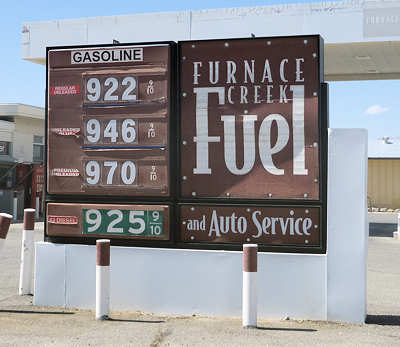 GASOLINE
REGULAR
UNLEADED
922 9/10
UNLEADED
946 9/10
PREMIUM
UNLEADED
970 9/10
DIESEL
925 9/10
FURNACE
CREEK
Fuel
and Auto Service
FURNACE